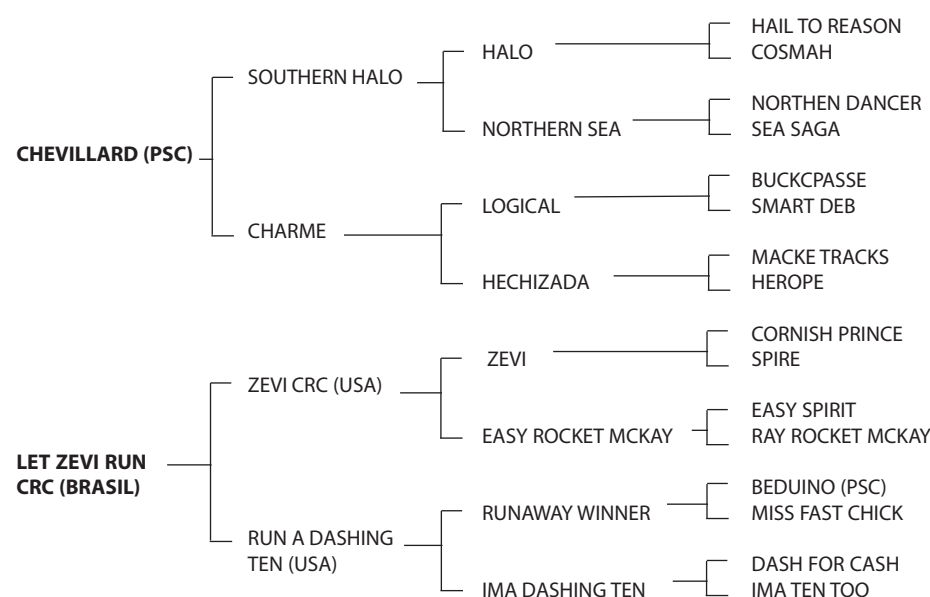 HAIL TO REASON
HALO
COSMAH
SOUTHERN HALO
NORTHEN DANCER
NORTHERN SEA
SEA SAGA
CHEVILLARD (PSC)
BUCKCPASSE
LOGICAL
SMART DEB
CHARME
MACKE TRACKS
HECHIZADA
HEROPE
CORNISH PRINCE
ZEVI
SPIRE
ZEVI CRC (USA)
EASY SPIRIT
EASY ROCKET MCKAY
RAY ROCKET MCKAY
LET ZEVI RUN
CRC (BRASIL)
BEDUINO (PSC)
RUNAWAY WINNER
MISS FAST CHICK
RUN A DASHING
TEN (USA)
DASH FOR CASH
IMA DASHING TEN
IMA TEN TOO